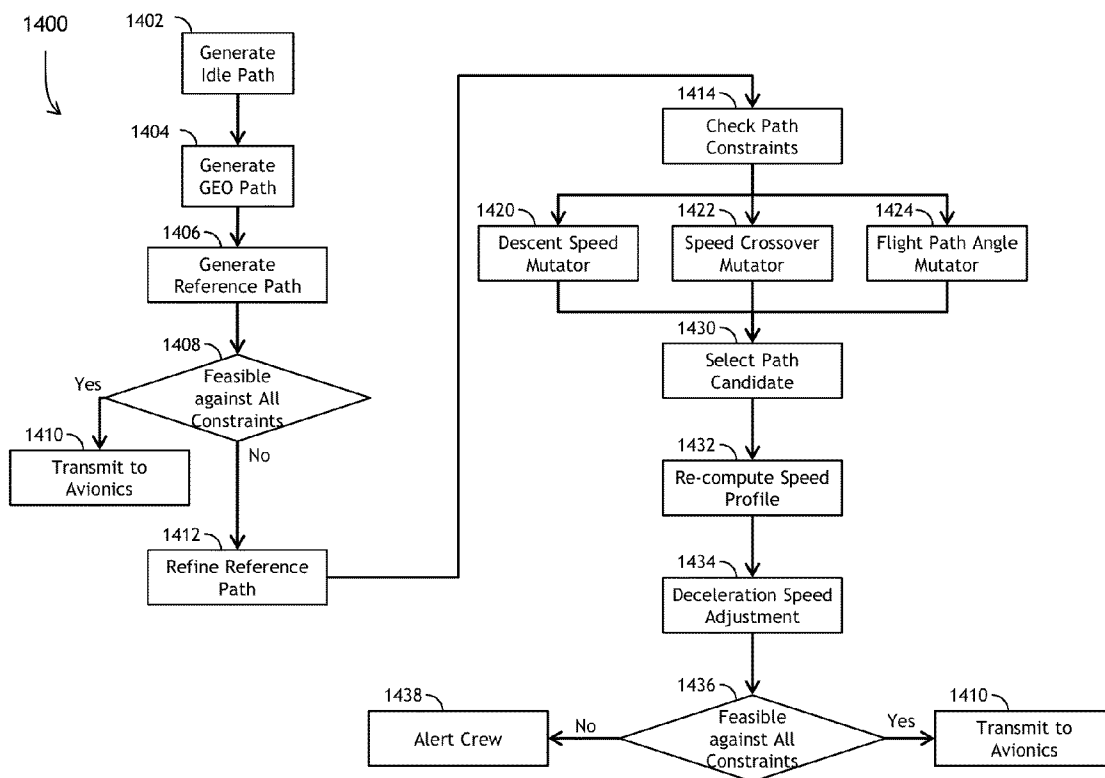 1400
1402
Generate
Idle Path
1404
Generate
GEO Path
1406
Generate
Reference Path
1408
Feasible
against All
Constraints
Yes
No
1410
Transmit to
Avionics
1412
Refine Reference
Path
1414
Check Path
Constraints
1420
Descent Speed
Mutator
1422
Speed Crossover
Mutator
1424
Flight Path Angle
Mutator
1430
Select Path
Candidate
1432
Re-compute Speed
Profile
1434
Deceleration Speed
Adjustment
1436
Feasible
against All
Constraints
No
Yes
1438
Alert Crew
1410
Transmit to
Avionics